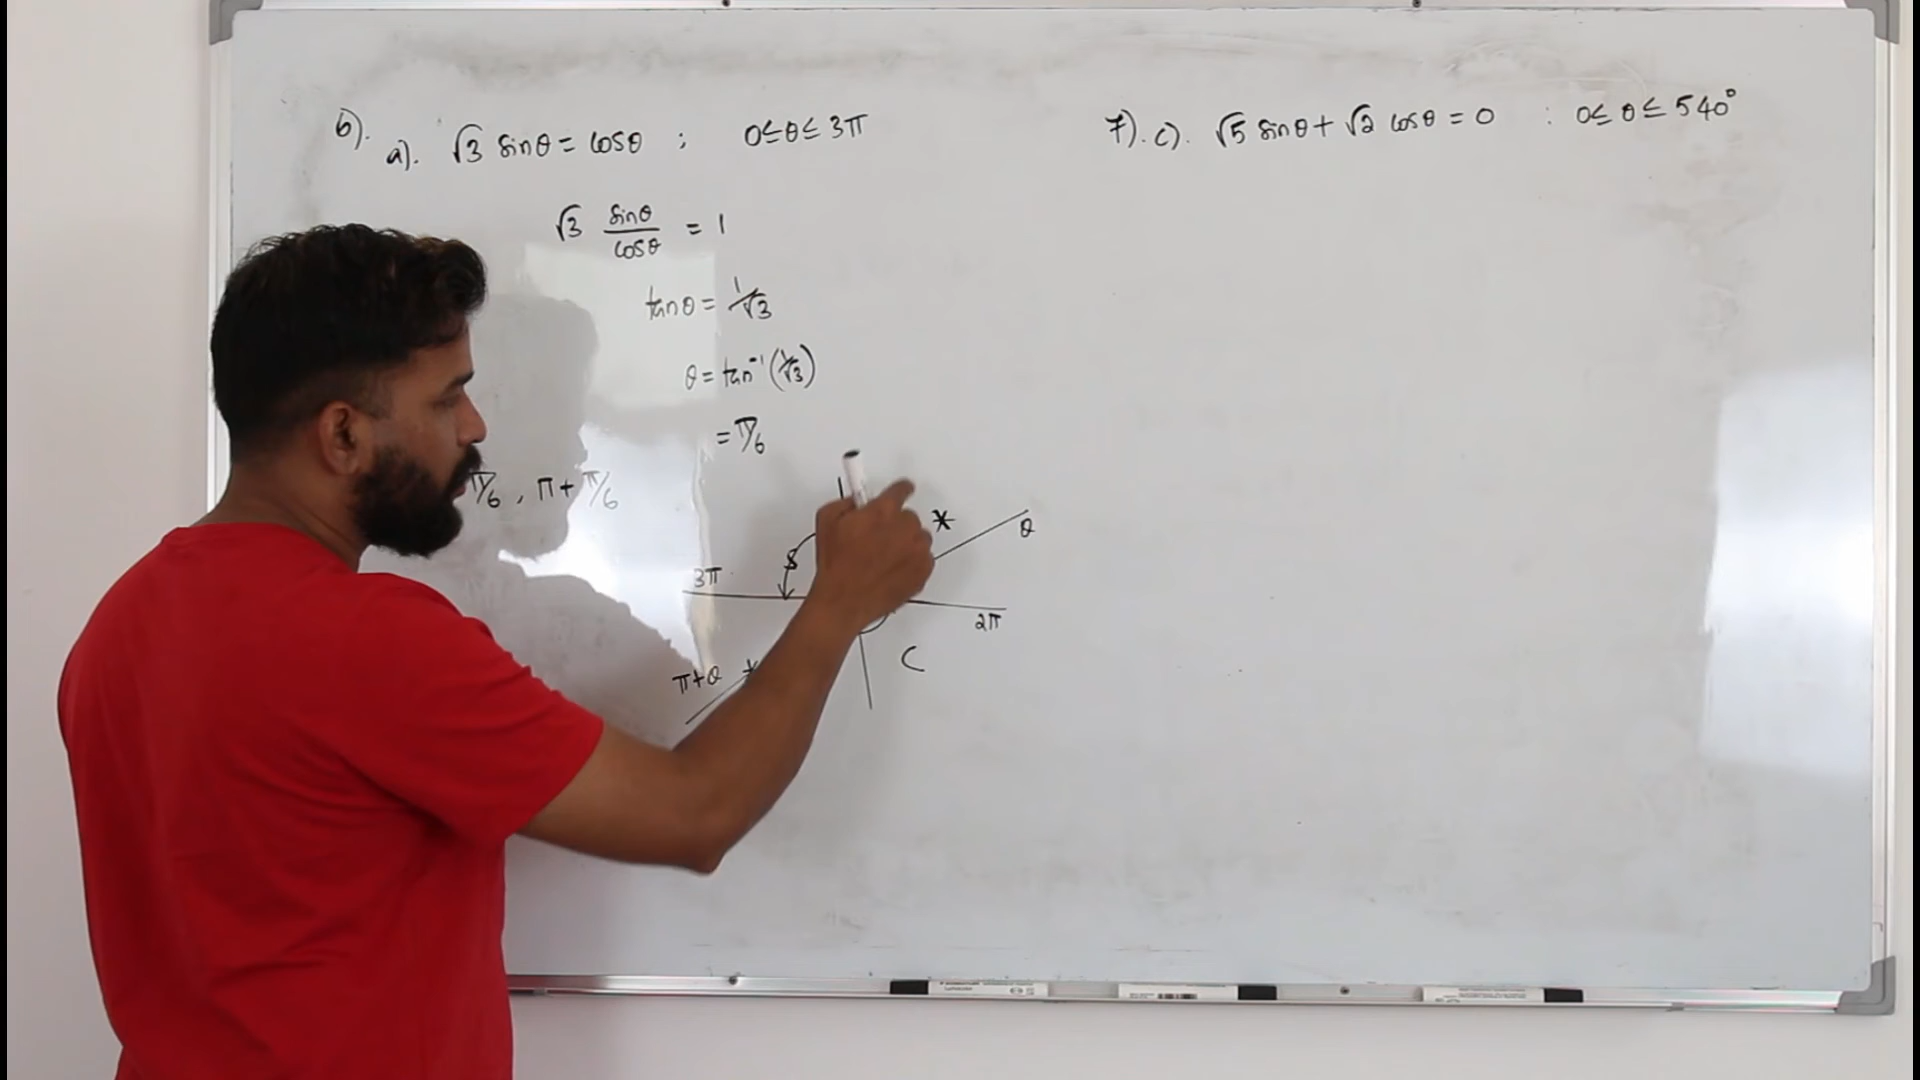 6). a). √3 sinθ = cosθ ; 0≤θ≤ 3π
√3 sinθ/cosθ = 1
tanθ = 1/√3
θ = tan⁻¹(1/√3)
= π/6
π/6 , π+π/6
S
*
θ
3π
2π
π+θ *
C
7). c). √5 sinθ + √2 cosθ = 0 : 0≤ θ ≤ 540°